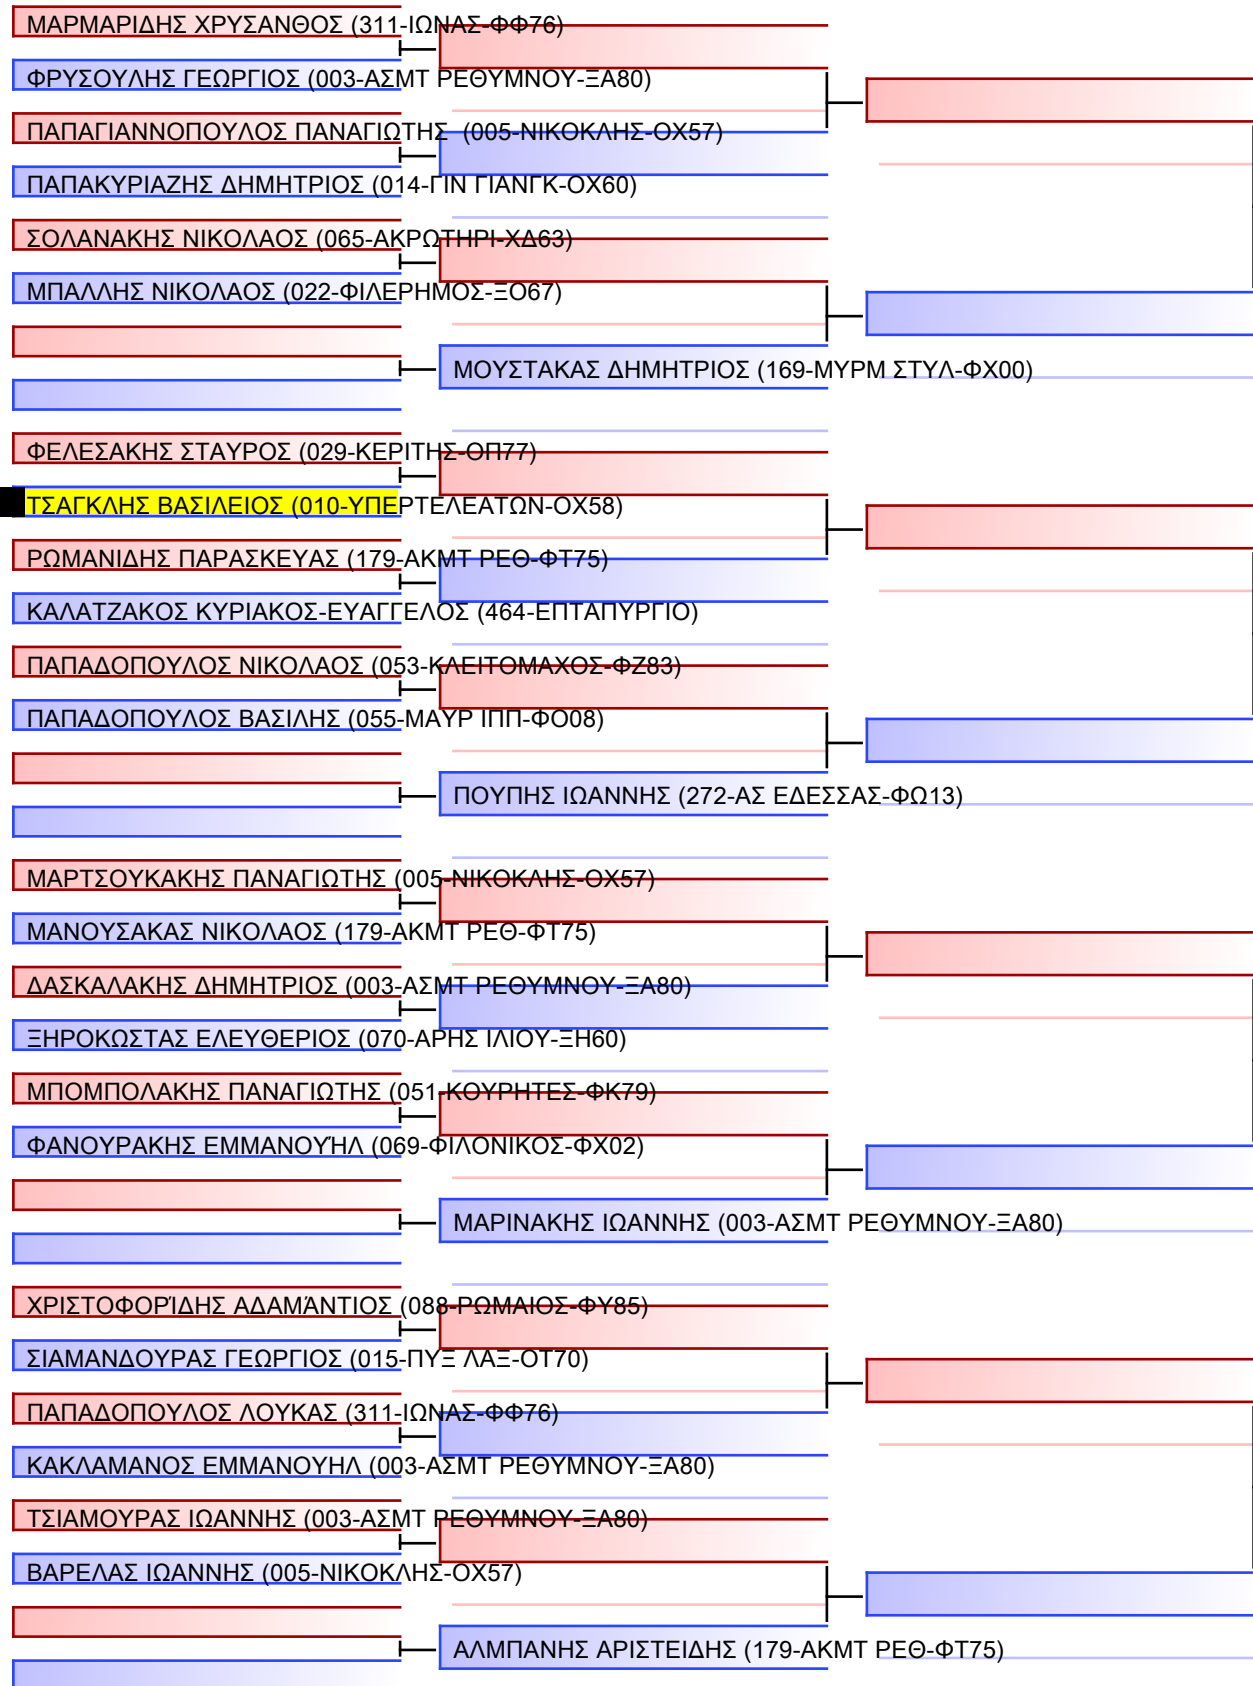 ΜΑΡΜΑΡΙΔΗΣ ΧΡΥΣΑΝΘΟΣ (311-ΙΩΝΑΣ-ΦΦ76)
ΦΡΥΣΟΥΛΗΣ ΓΕΩΡΓΙΟΣ (003-ΑΣΜΤ ΡΕΘΥΜΝΟΥ-ΞΑ80)
ΠΑΠΑΓΙΑΝΝΟΠΟΥΛΟΣ ΠΑΝΑΓΙΩΤΗΣ (005-ΝΙΚΟΚΛΗΣ-ΟΧ57)
ΠΑΠΑΚΥΡΙΑΖΗΣ ΔΗΜΗΤΡΙΟΣ (014-ΓΙΝ ΓΙΑΝΓΚ-ΟΧ60)
ΣΟΛΑΝΑΚΗΣ ΝΙΚΟΛΑΟΣ (065-ΑΚΡΩΤΗΡΙ-ΧΔ63)
ΜΠΑΛΛΗΣ ΝΙΚΟΛΑΟΣ (022-ΦΙΛΕΡΗΜΟΣ-ΞΟ67)
ΜΟΥΣΤΑΚΑΣ ΔΗΜΗΤΡΙΟΣ (169-ΜΥΡΜ ΣΤΥΛ-ΦΧ00)
ΦΕΛΕΣΑΚΗΣ ΣΤΑΥΡΟΣ (029-ΚΕΡΙΤΗΣ-ΟΠ77)
ΤΣΑΓΚΛΗΣ ΒΑΣΙΛΕΙΟΣ (010-ΥΠΕΡΤΕΛΕΑΤΩΝ-ΟΧ58)
ΡΩΜΑΝΙΔΗΣ ΠΑΡΑΣΚΕΥΑΣ (179-ΑΚΜΤ ΡΕΘ-ΦΤ75)
ΚΑΛΑΤΖΑΚΟΣ ΚΥΡΙΑΚΟΣ-ΕΥΑΓΓΕΛΟΣ (464-ΕΠΤΑΠΥΡΓΙΟ)
ΠΑΠΑΔΟΠΟΥΛΟΣ ΝΙΚΟΛΑΟΣ (053-ΚΛΕΙΤΟΜΑΧΟΣ-ΦΖ83)
ΠΑΠΑΔΟΠΟΥΛΟΣ ΒΑΣΙΛΗΣ (055-ΜΑΥΡ ΙΠΠ-ΦΟ08)
ΠΟΥΠΗΣ ΙΩΑΝΝΗΣ (272-ΑΣ ΕΔΕΣΣΑΣ-ΦΩ13)
ΜΑΡΤΣΟΥΚΑΚΗΣ ΠΑΝΑΓΙΩΤΗΣ (005-ΝΙΚΟΚΛΗΣ-ΟΧ57)
ΜΑΝΟΥΣΑΚΑΣ ΝΙΚΟΛΑΟΣ (179-ΑΚΜΤ ΡΕΘ-ΦΤ75)
ΔΑΣΚΑΛΑΚΗΣ ΔΗΜΗΤΡΙΟΣ (003-ΑΣΜΤ ΡΕΘΥΜΝΟΥ-ΞΑ80)
ΞΗΡΟΚΩΣΤΑΣ ΕΛΕΥΘΕΡΙΟΣ (070-ΑΡΗΣ ΙΛΙΟΥ-ΞΗ60)
ΜΠΟΜΠΟΛΑΚΗΣ ΠΑΝΑΓΙΩΤΗΣ (051-ΚΟΥΡΗΤΕΣ-ΦΚ79)
ΦΑΝΟΥΡΑΚΗΣ ΕΜΜΑΝΟΥΉΛ (069-ΦΙΛΟΝΙΚΟΣ-ΦΧ02)
ΜΑΡΙΝΑΚΗΣ ΙΩΑΝΝΗΣ (003-ΑΣΜΤ ΡΕΘΥΜΝΟΥ-ΞΑ80)
ΧΡΙΣΤΟΦΟΡΊΔΗΣ ΑΔΑΜΆΝΤΙΟΣ (088-ΡΩΜΑΙΟΣ-ΦΥ85)
ΣΙΑΜΑΝΔΟΥΡΑΣ ΓΕΩΡΓΙΟΣ (015-ΠΥΞ ΛΑΞ-ΟΤ70)
ΠΑΠΑΔΟΠΟΥΛΟΣ ΛΟΥΚΑΣ (311-ΙΩΝΑΣ-ΦΦ76)
ΚΑΚΛΑΜΑΝΟΣ ΕΜΜΑΝΟΥΗΛ (003-ΑΣΜΤ ΡΕΘΥΜΝΟΥ-ΞΑ80)
ΤΣΙΑΜΟΥΡΑΣ ΙΩΑΝΝΗΣ (003-ΑΣΜΤ ΡΕΘΥΜΝΟΥ-ΞΑ80)
ΒΑΡΕΛΑΣ ΙΩΑΝΝΗΣ (005-ΝΙΚΟΚΛΗΣ-ΟΧ57)
ΑΛΜΠΑΝΗΣ ΑΡΙΣΤΕΙΔΗΣ (179-ΑΚΜΤ ΡΕΘ-ΦΤ75)